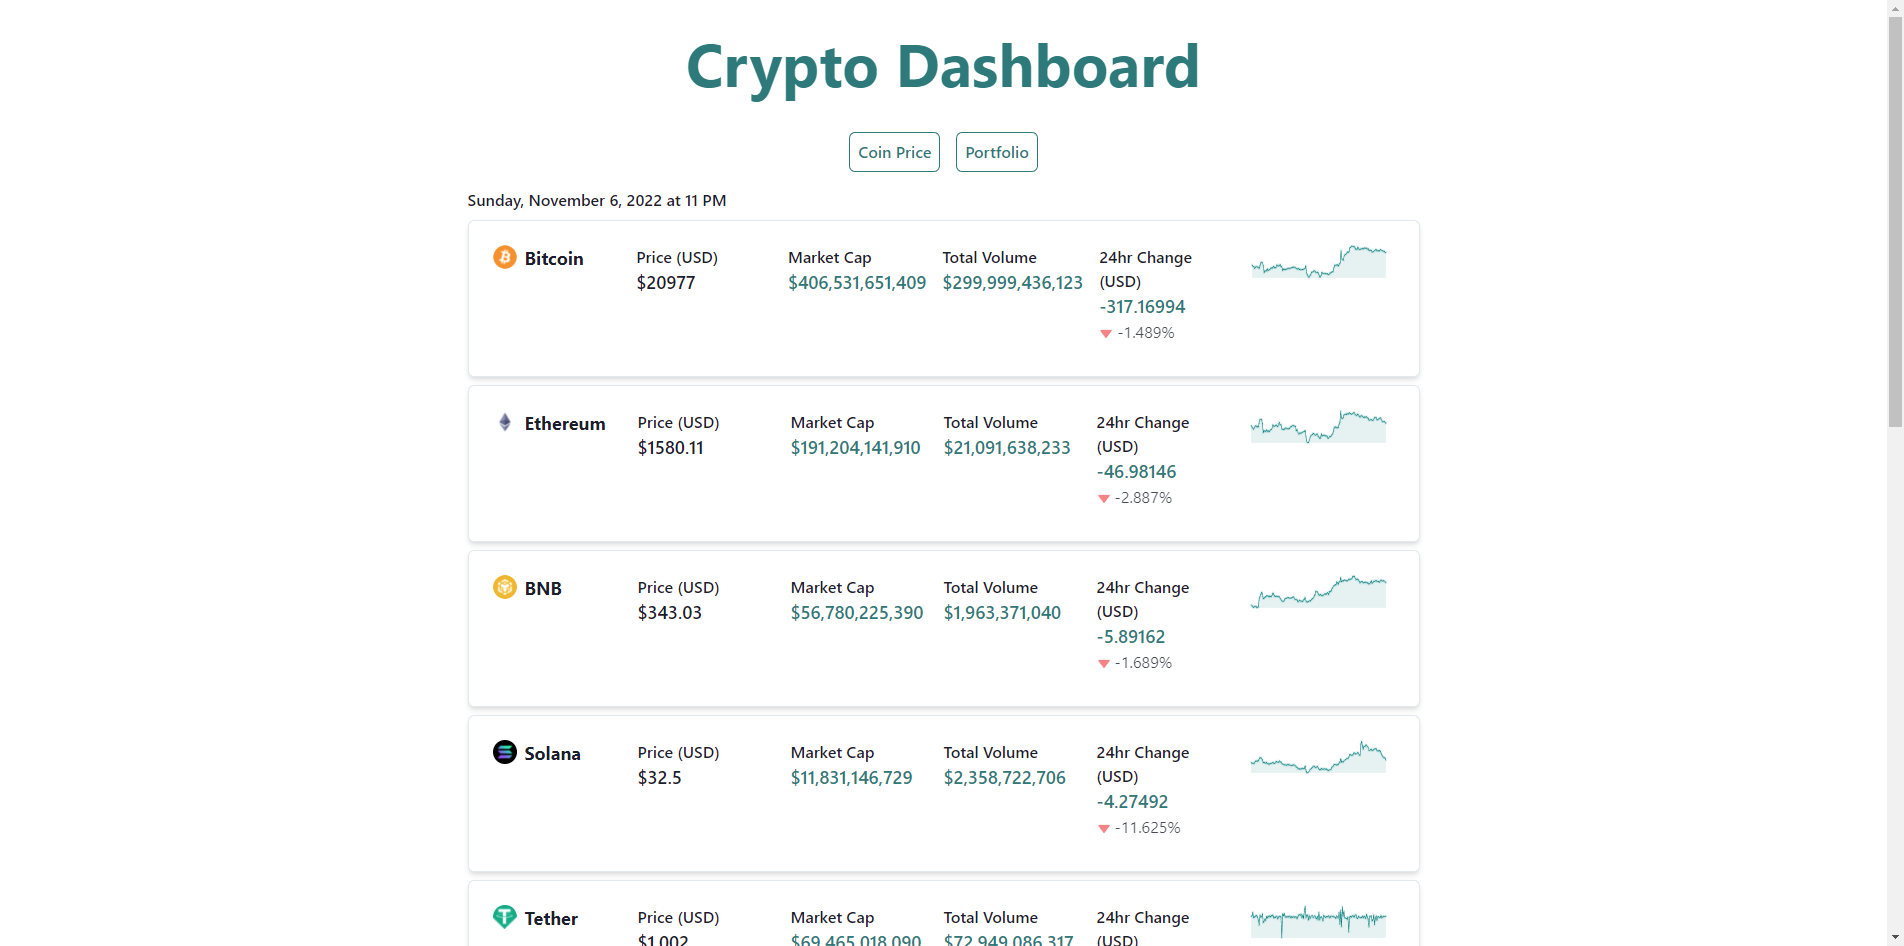 Crypto Dashboard
Coin Price Portfolio
Sunday, November 6, 2022 at 11 PM
Bitcoin
Price (USD)
$20977
Market Cap
$406,531,651,409
Total Volume
$299,999,436,123
24hr Change
(USD)
-317.16994
-1.489%
Ethereum
Price (USD)
$1580.11
Market Cap
$191,204,141,910
Total Volume
$21,091,638,233
24hr Change
(USD)
-46.98146
-2.887%
BNB
Price (USD)
$343.03
Market Cap
$56,780,225,390
Total Volume
$1,963,371,040
24hr Change
(USD)
-5.89162
-1.689%
Solana
Price (USD)
$32.5
Market Cap
$11,831,146,729
Total Volume
$2,358,722,706
24hr Change
(USD)
-4.27492
-11.625%
Tether
Price (USD)
$1.002
Market Cap
$69,465,018,090
Total Volume
$72,949,086,317
24hr Change
(USD)